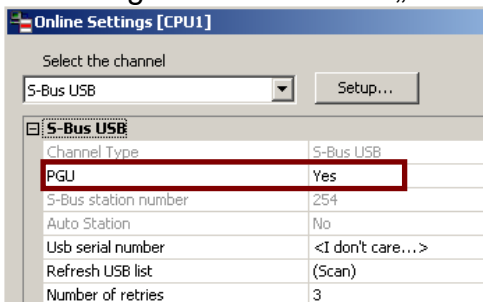 Online Settings [CPU1]
Select the channel
S-Bus USB
Setup...
S-Bus USB
Channel Type S-Bus USB
PGU Yes
S-Bus station number 254
Auto Station No
Usb serial number <I don't care...>
Refresh USB list (Scan)
Number of retries 3